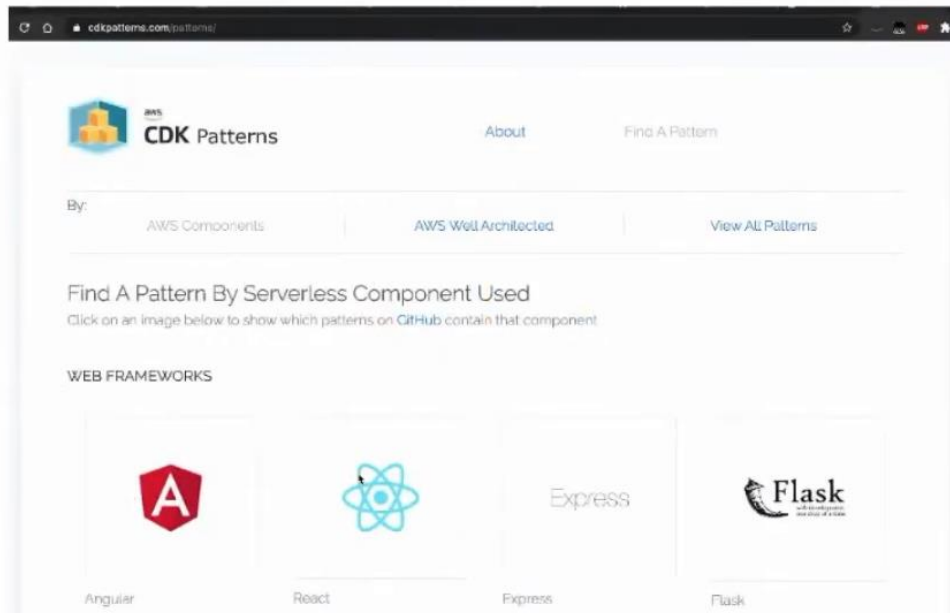 cdkpatterns.com/patterns/
aws
CDK Patterns
About
Find A Pattern
By:
AWS Components
AWS Well Architected
View All Patterns
Find A Pattern By Serverless Component Used
Click on an image below to show which patterns on GitHub contain that component
WEB FRAMEWORKS
A
Express
Flask
Angular
React
Express
Flask